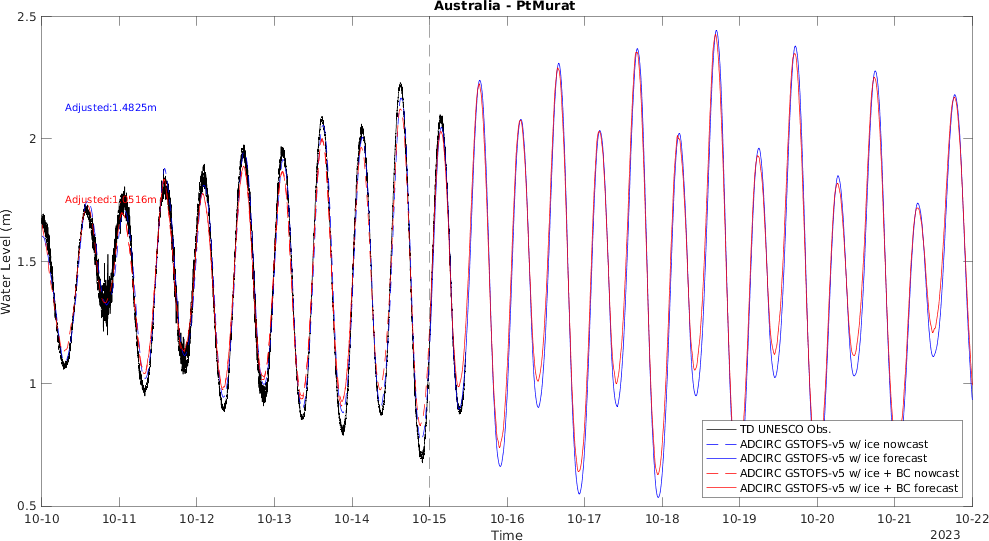 Australia - PtMurat
2.5
2
1.5
1
0.5
Water Level (m)
Adjusted:1.4825m
TD UNESCO Obs.
ADCIRC GSTOFS-v5 w/ ice nowcast
ADCIRC GSTOFS-v5 w/ ice forecast
ADCIRC GSTOFS-v5 w/ ice + BC nowcast
ADCIRC GSTOFS-v5 w/ ice + BC forecast
10-10 10-11 10-12 10-13 10-14 10-15 10-16 10-17 10-18 10-19 10-20 10-21 10-22
Time
2023